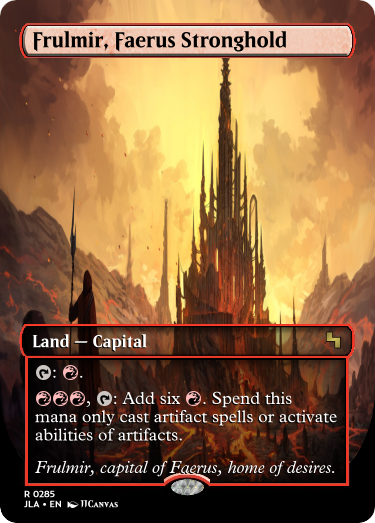 Frulmir, Faerus Stronghold
Land — Capital
: .
, : Add six . Spend this
mana only cast artifact spells or activate
abilities of artifacts.
Frulmir, capital of Faerus, home of desires.
R 0285
JLA • EN JJCanvas